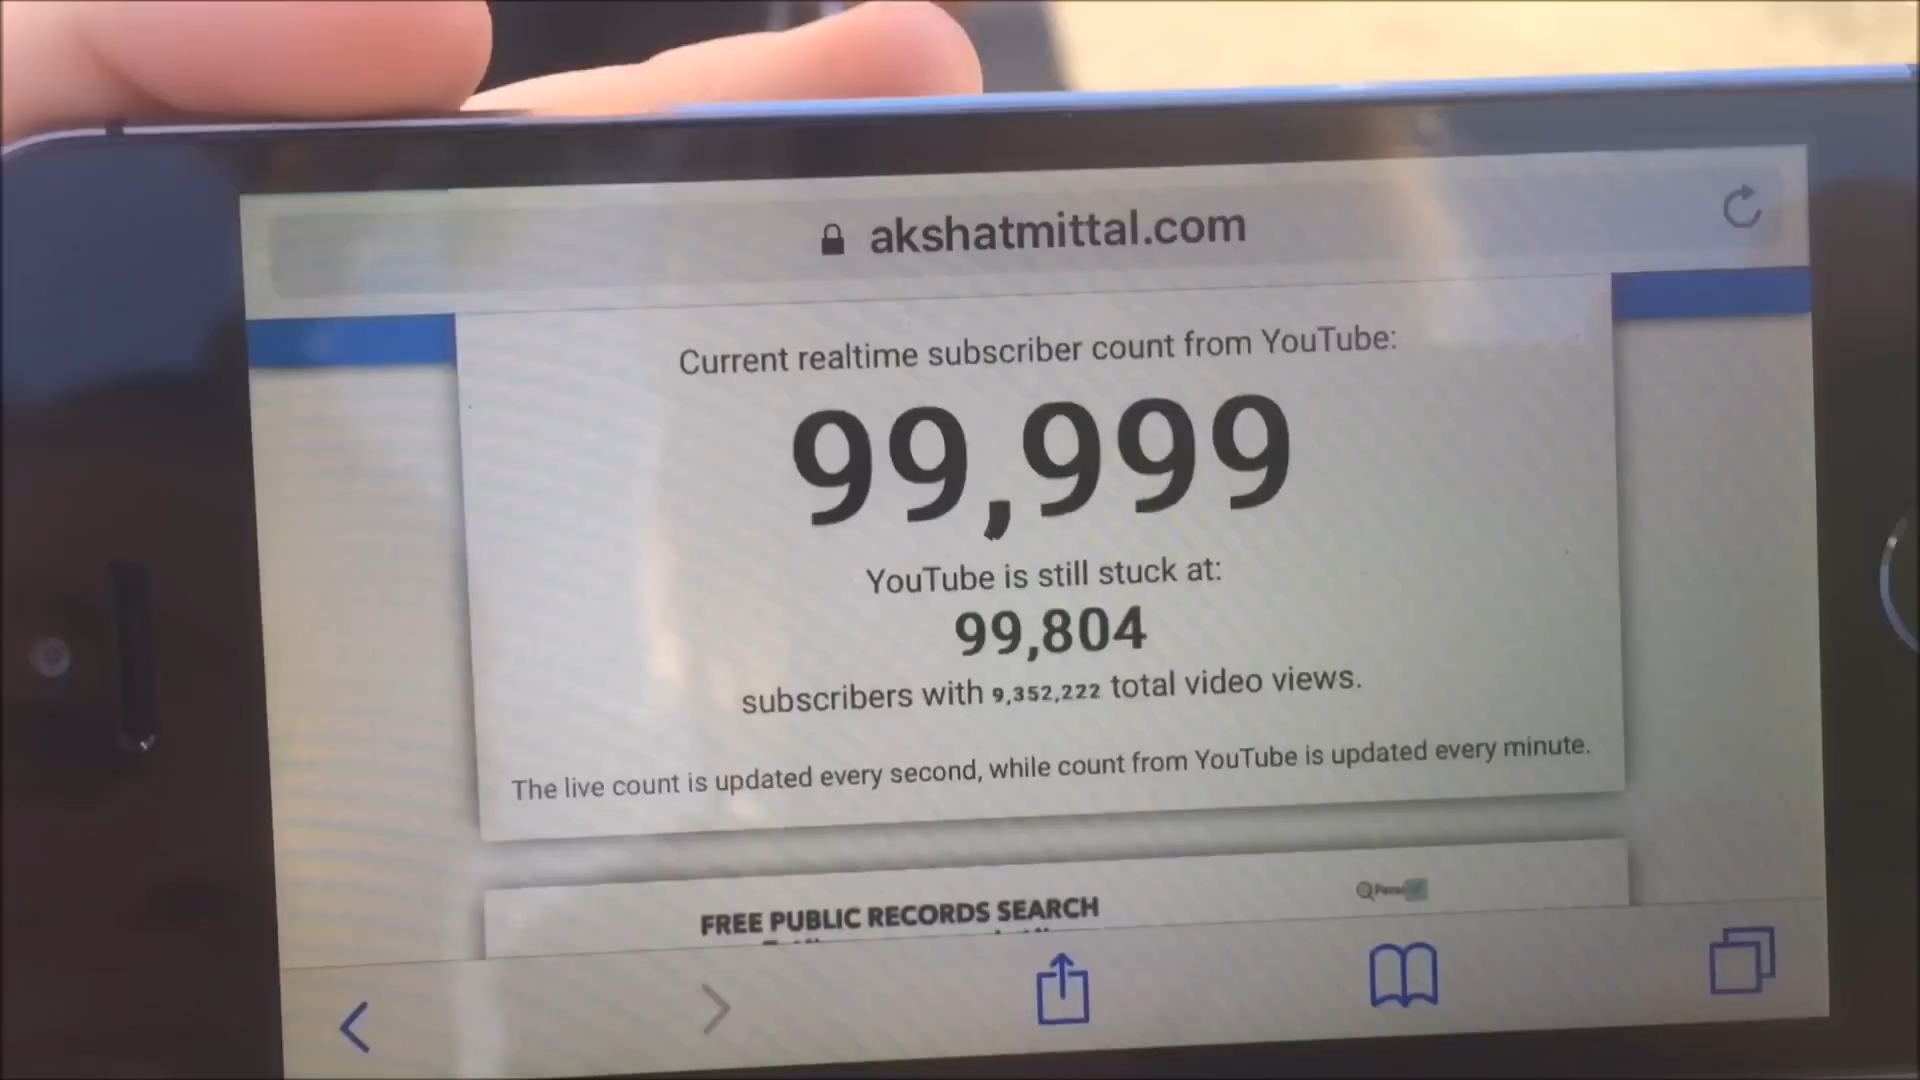 akshatmittal.com
Current realtime subscriber count from YouTube:
99,999
YouTube is still stuck at:
99,804
subscribers with 9,352,222 total video views.
The live count is updated every second, while count from YouTube is updated every minute.
FREE PUBLIC RECORDS SEARCH